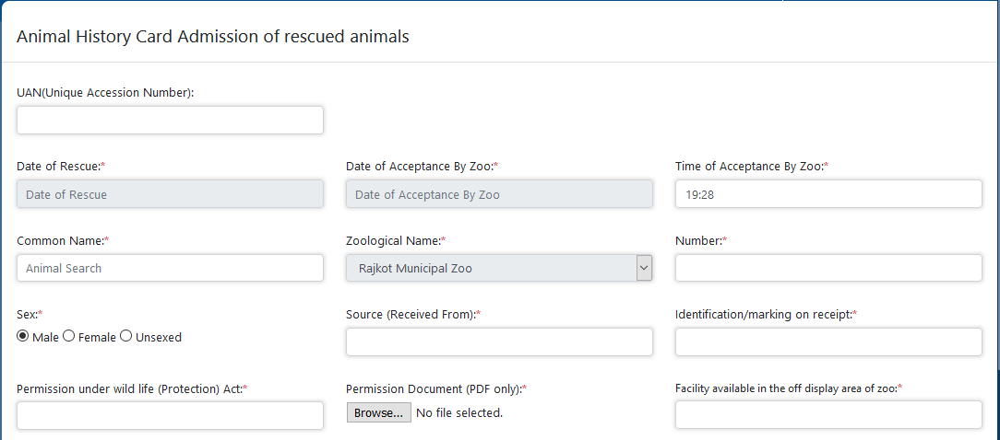 Animal History Card Admission of rescued animals
UAN(Unique Accession Number):
Date of Rescue:* Date of Acceptance By Zoo:* Time of Acceptance By Zoo:*
Date of Rescue Date of Acceptance By Zoo 19:28
Common Name:* Zoological Name:* Number:*
Animal Search Rajkot Municipal Zoo
Sex:* Source (Received From):* Identification/marking on receipt:*
Male Female Unsexed
Permission under wild life (Protection) Act:* Permission Document (PDF only):* Facility available in the off display area of zoo:*
Browse... No file selected.